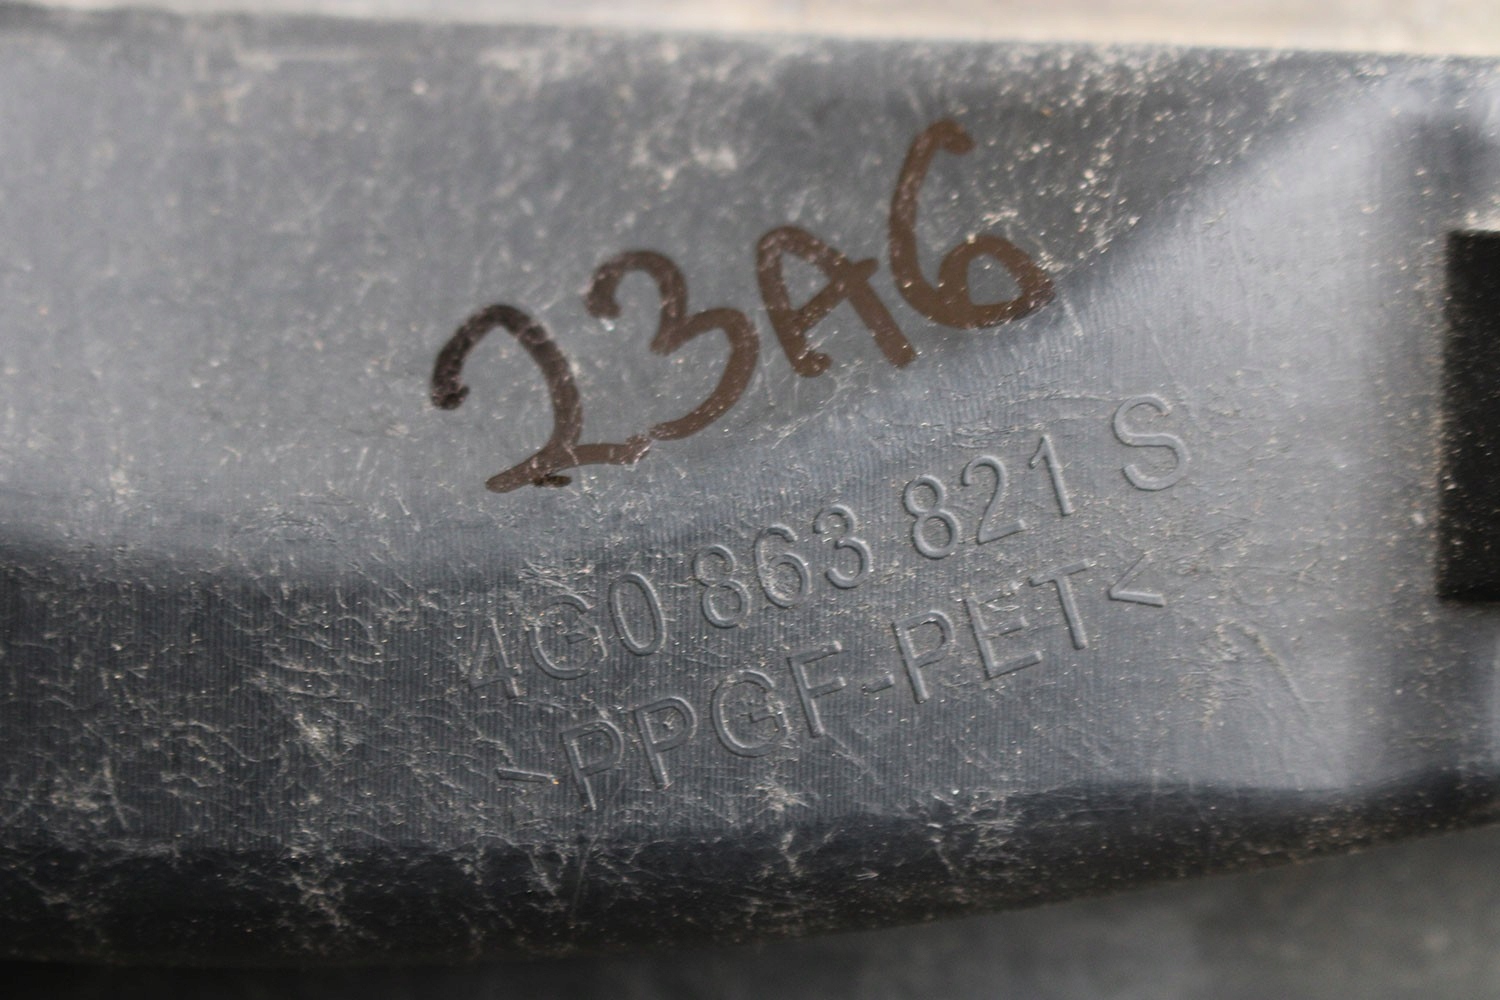 23A6
4G0 863 821 S
>PPGF-PET<